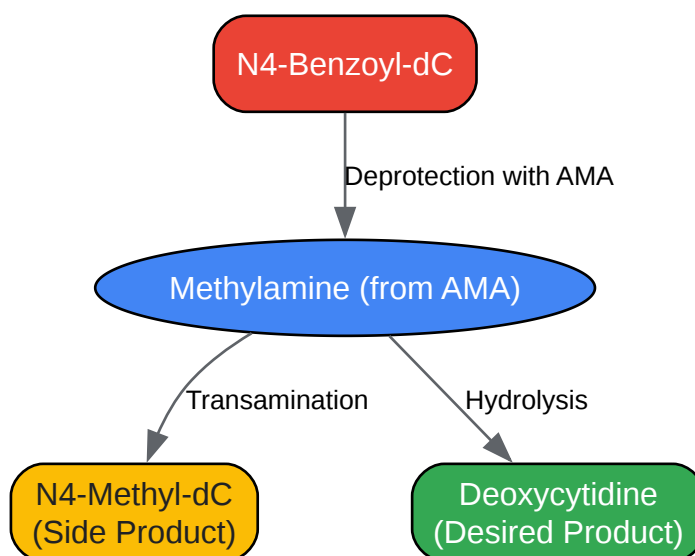 N4-Benzoyl-dC
Deprotection with AMA
Methylamine (from AMA)
Transamination
Hydrolysis
N4-Methyl-dC
(Side Product)
Deoxycytidine
(Desired Product)